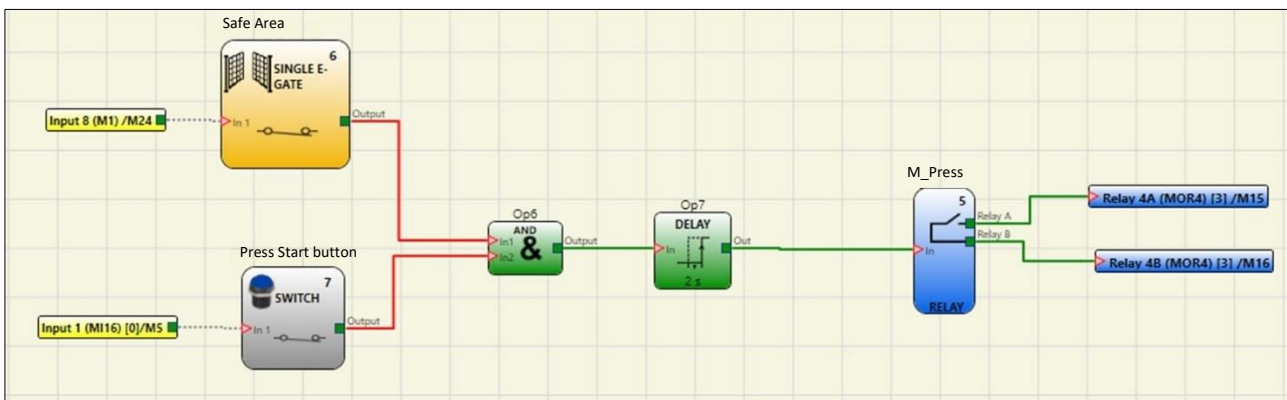 Safe Area
6
SINGLE E-
GATE
Input 8 (M1) /M24
In 1
Output
Press Start button
7
SWITCH
Input 1 (MI16) [0]/M5
In 1
Output
Op6
AND
&
In1
In2
Output
Op7
DELAY
In
Out
2 s
M_Press
5
Relay A
Relay B
In
RELAY
Relay 4A (MOR4) [3] /M15
Relay 4B (MOR4) [3] /M16